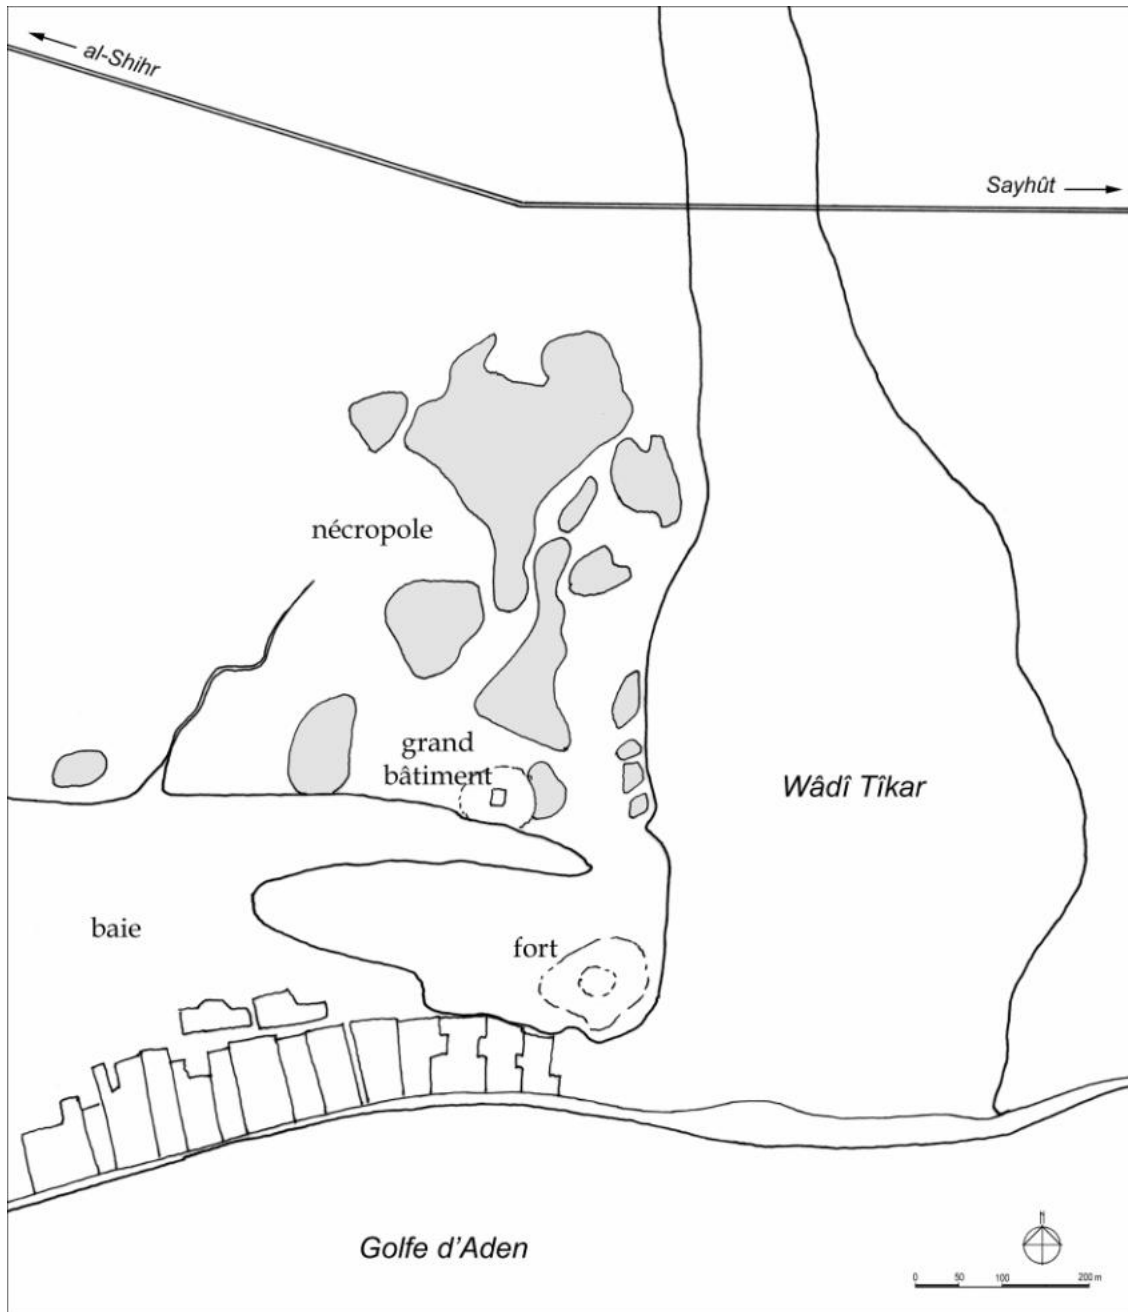 al-Shihr
Sayhût
nécropole
grand
bâtiment
Wâdî Tîkar
baie
fort
Golfe d'Aden
N
0 50 100 200 m